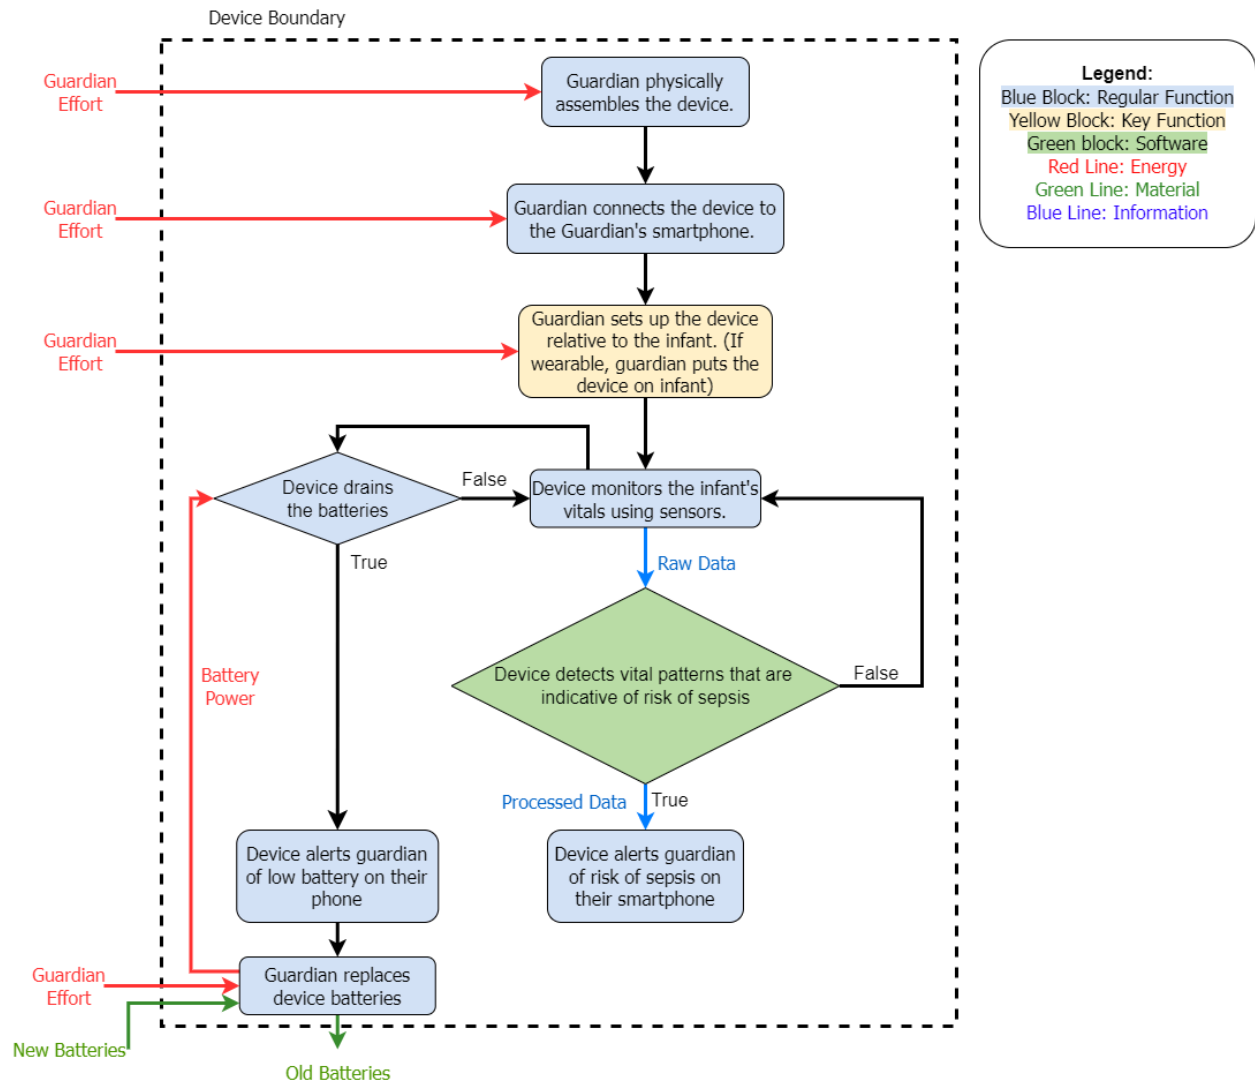 Device Boundary
Legend:
Blue Block: Regular Function
Yellow Block: Key Function
Green block: Software
Red Line: Energy
Green Line: Material
Blue Line: Information
Guardian
Effort
Guardian physically
assembles the device.
Guardian
Effort
Guardian connects the device to
the Guardian's smartphone.
Guardian
Effort
Guardian sets up the device
relative to the infant. (If
wearable, guardian puts the
device on infant)
Device drains
the batteries
False
Device monitors the infant's
vitals using sensors.
True
Raw Data
Battery
Power
Device detects vital patterns that are
indicative of risk of sepsis
False
Processed Data
True
Device alerts guardian
of low battery on their
phone
Device alerts guardian
of risk of sepsis on
their smartphone
Guardian
Effort
Guardian replaces
device batteries
New Batteries
Old Batteries